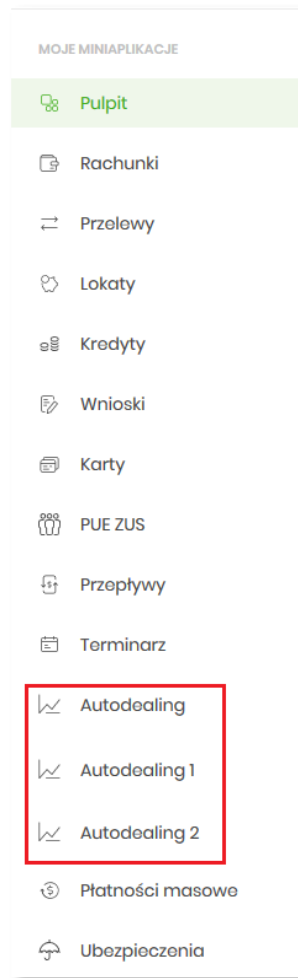 MOJE MINIAPLIKACJE
Pulpit
Rachunki
Przelewy
Lokaty
Kredyty
Wnioski
Karty
PUE ZUS
Przepływy
Terminarz
Autodealing
Autodealing 1
Autodealing 2
Płatności masowe
Ubezpieczenia